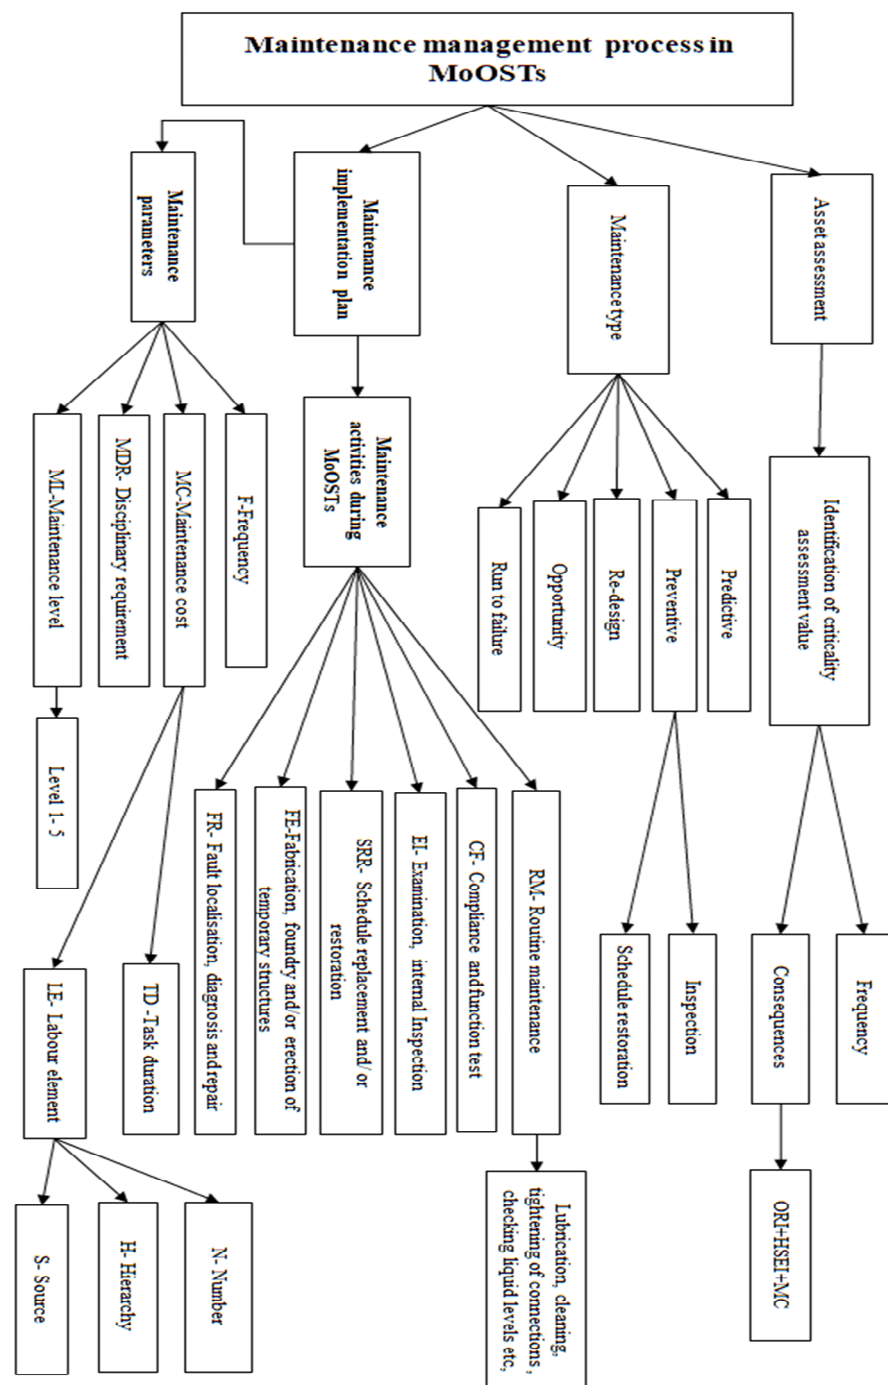 Maintenance management process in
MoOSTs
Maintenance
parameters
Maintenance
implementation plan
Maintenance type
Asset assessment
Maintenance
activities during
MoOSTs
ML-Maintenance level
MDR- Disciplinary requirement
MC-Maintenance cost
F-Frequency
Run to failure
Opportunity
Re-design
Preventive
Predictive
Identification of criticality
assessment value
Level 1- 5
FR- Fault localisation, diagnosis and repair
FE-Fabrication, foundry and/or erection of
temporary structures
SRR- Schedule replacement and/ or
restoration
EI- Examination, internal Inspection
CF- Compliance and function test
RM- Routine maintenance
Schedule restoration
Inspection
Consequences
Frequency
LE- Labour element
TD -Task duration
S- Source
H- Hierarchy
N- Number
Lubrication, cleaning,
tightening of connections ,
checking liquid levels etc,
ORI+HSEI+MC